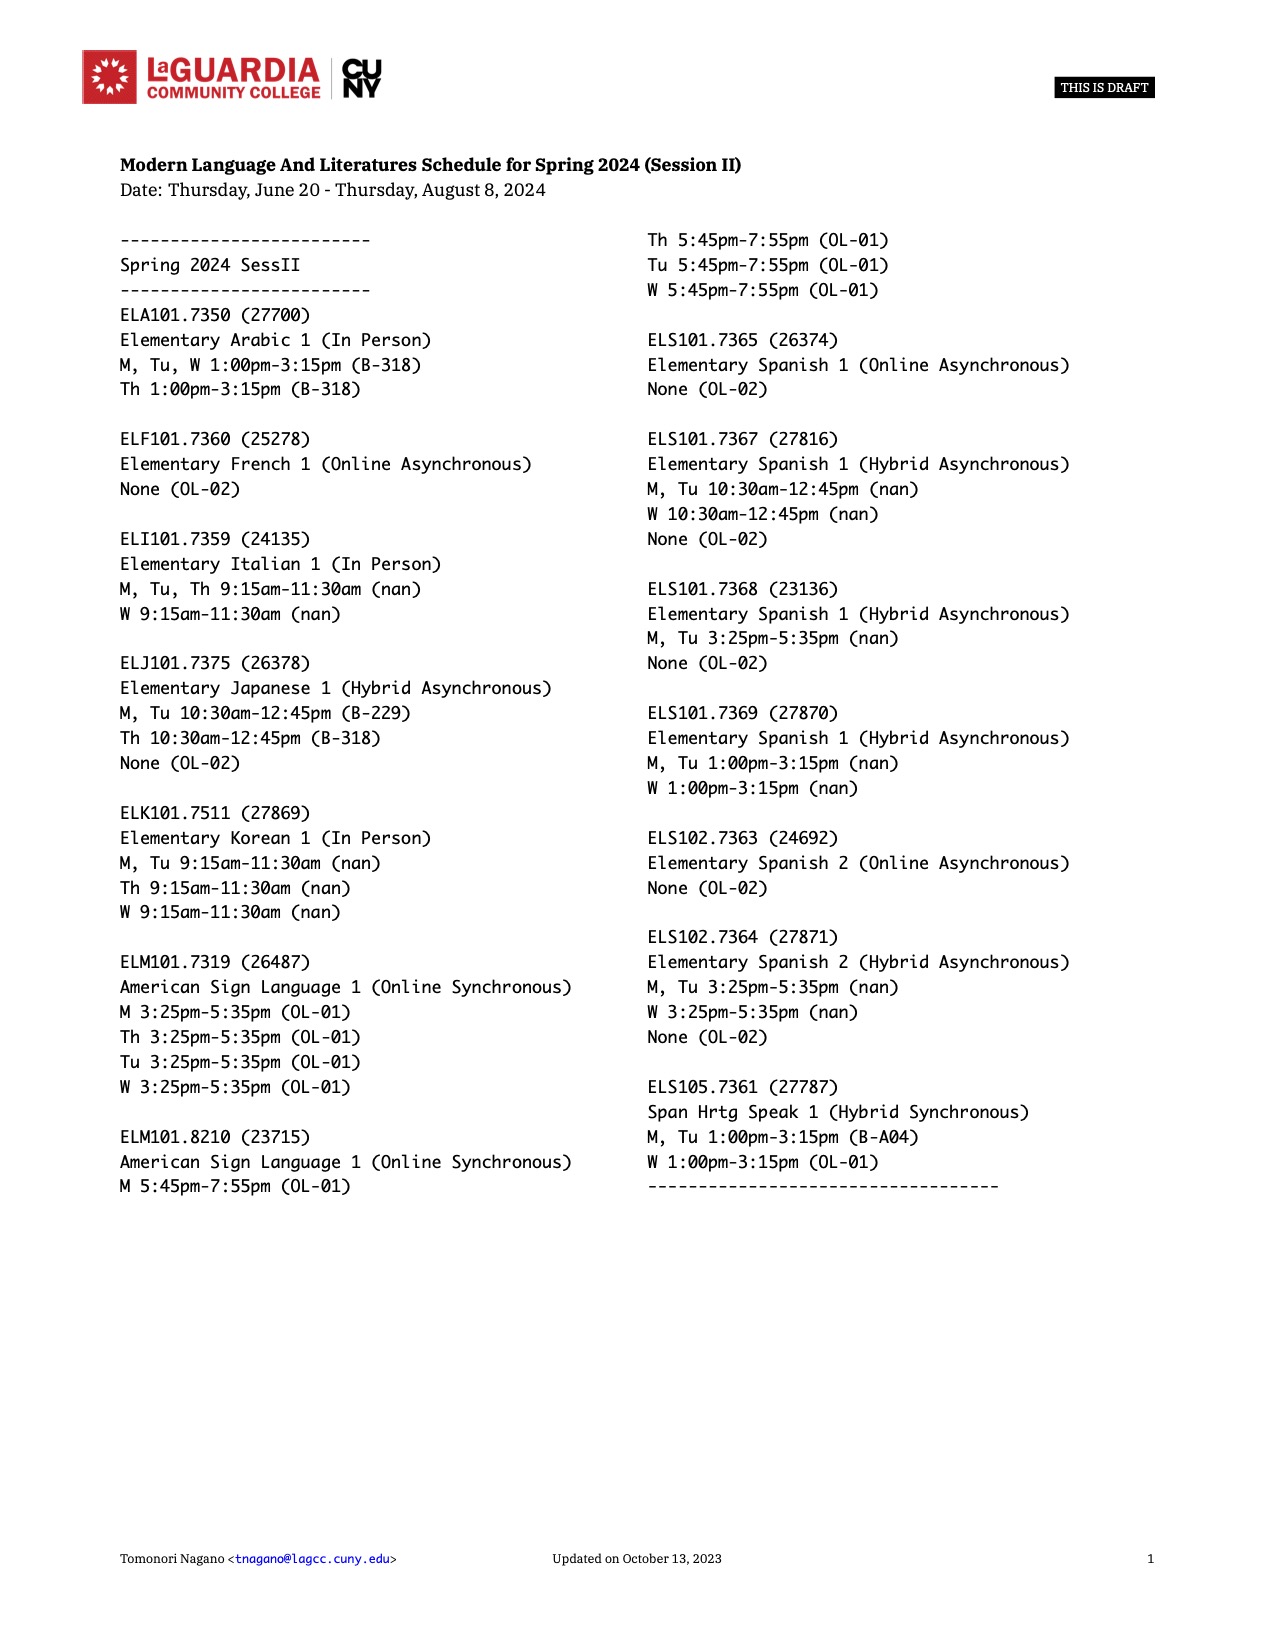 LaGUARDIA
COMMUNITY COLLEGE
CU
NY
THIS IS DRAFT
Modern Language And Literatures Schedule for Spring 2024 (Session II)
Date: Thursday, June 20 - Thursday, August 8, 2024
-------------------------
Spring 2024 SessII
-------------------------
ELA101.7350 (27700)
Elementary Arabic 1 (In Person)
M, Tu, W 1:00pm-3:15pm (B-318)
Th 1:00pm-3:15pm (B-318)
ELF101.7360 (25278)
Elementary French 1 (Online Asynchronous)
None (OL-02)
ELI101.7359 (24135)
Elementary Italian 1 (In Person)
M, Tu, Th 9:15am-11:30am (nan)
W 9:15am-11:30am (nan)
ELJ101.7375 (26378)
Elementary Japanese 1 (Hybrid Asynchronous)
M, Tu 10:30am-12:45pm (B-229)
Th 10:30am-12:45pm (B-318)
None (OL-02)
ELK101.7511 (27869)
Elementary Korean 1 (In Person)
M, Tu 9:15am-11:30am (nan)
Th 9:15am-11:30am (nan)
W 9:15am-11:30am (nan)
ELM101.7319 (26487)
American Sign Language 1 (Online Synchronous)
M 3:25pm-5:35pm (OL-01)
Th 3:25pm-5:35pm (OL-01)
Tu 3:25pm-5:35pm (OL-01)
W 3:25pm-5:35pm (OL-01)
ELM101.8210 (23715)
American Sign Language 1 (Online Synchronous)
M 5:45pm-7:55pm (OL-01)
Th 5:45pm-7:55pm (OL-01)
Tu 5:45pm-7:55pm (OL-01)
W 5:45pm-7:55pm (OL-01)
ELS101.7365 (26374)
Elementary Spanish 1 (Online Asynchronous)
None (OL-02)
ELS101.7367 (27816)
Elementary Spanish 1 (Hybrid Asynchronous)
M, Tu 10:30am-12:45pm (nan)
W 10:30am-12:45pm (nan)
None (OL-02)
ELS101.7368 (23136)
Elementary Spanish 1 (Hybrid Asynchronous)
M, Tu 3:25pm-5:35pm (nan)
None (OL-02)
ELS101.7369 (27870)
Elementary Spanish 1 (Hybrid Asynchronous)
M, Tu 1:00pm-3:15pm (nan)
W 1:00pm-3:15pm (nan)
ELS102.7363 (24692)
Elementary Spanish 2 (Online Asynchronous)
None (OL-02)
ELS102.7364 (27871)
Elementary Spanish 2 (Hybrid Asynchronous)
M, Tu 3:25pm-5:35pm (nan)
W 3:25pm-5:35pm (nan)
None (OL-02)
ELS105.7361 (27787)
Span Hrtg Speak 1 (Hybrid Synchronous)
M, Tu 1:00pm-3:15pm (B-A04)
W 1:00pm-3:15pm (OL-01)
-----------------------------------
Tomonori Nagano <tnagano@lagcc.cuny.edu> Updated on October 13, 2023 1